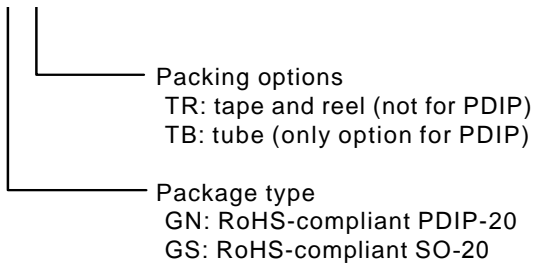 Packing options
TR: tape and reel (not for PDIP)
TB: tube (only option for PDIP)
Package type
GN: RoHS-compliant PDIP-20
GS: RoHS-compliant SO-20